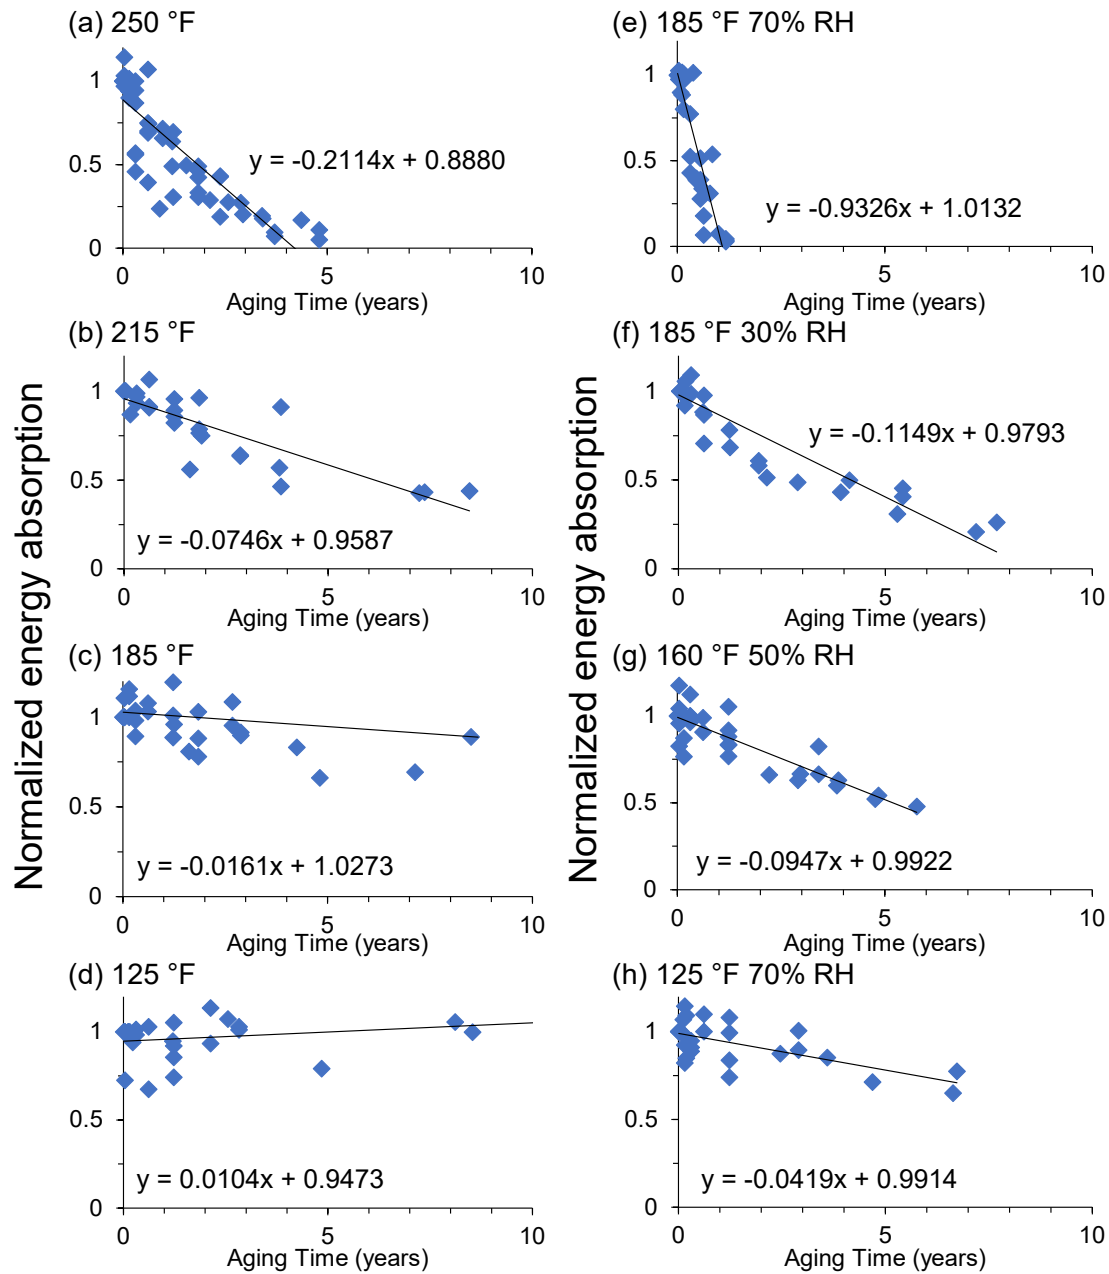 (a) 250 °F
1
0.5
0
y = -0.2114x + 0.8880
0
5
10
Aging Time (years)
(b) 215 °F
1
0.5
0
y = -0.0746x + 0.9587
0
5
10
Aging Time (years)
(c) 185 °F
1
0.5
0
y = -0.0161x + 1.0273
0
5
10
Aging Time (years)
(d) 125 °F
1
0.5
0
y = 0.0104x + 0.9473
0
5
10
Aging Time (years)
Normalized energy absorption
(e) 185 °F 70% RH
1
0.5
0
y = -0.9326x + 1.0132
0
5
10
Aging Time (years)
(f) 185 °F 30% RH
1
0.5
0
y = -0.1149x + 0.9793
0
5
10
Aging Time (years)
(g) 160 °F 50% RH
1
0.5
0
y = -0.0947x + 0.9922
0
5
10
Aging Time (years)
(h) 125 °F 70% RH
1
0.5
0
y = -0.0419x + 0.9914
0
5
10
Aging Time (years)
Normalized energy absorption